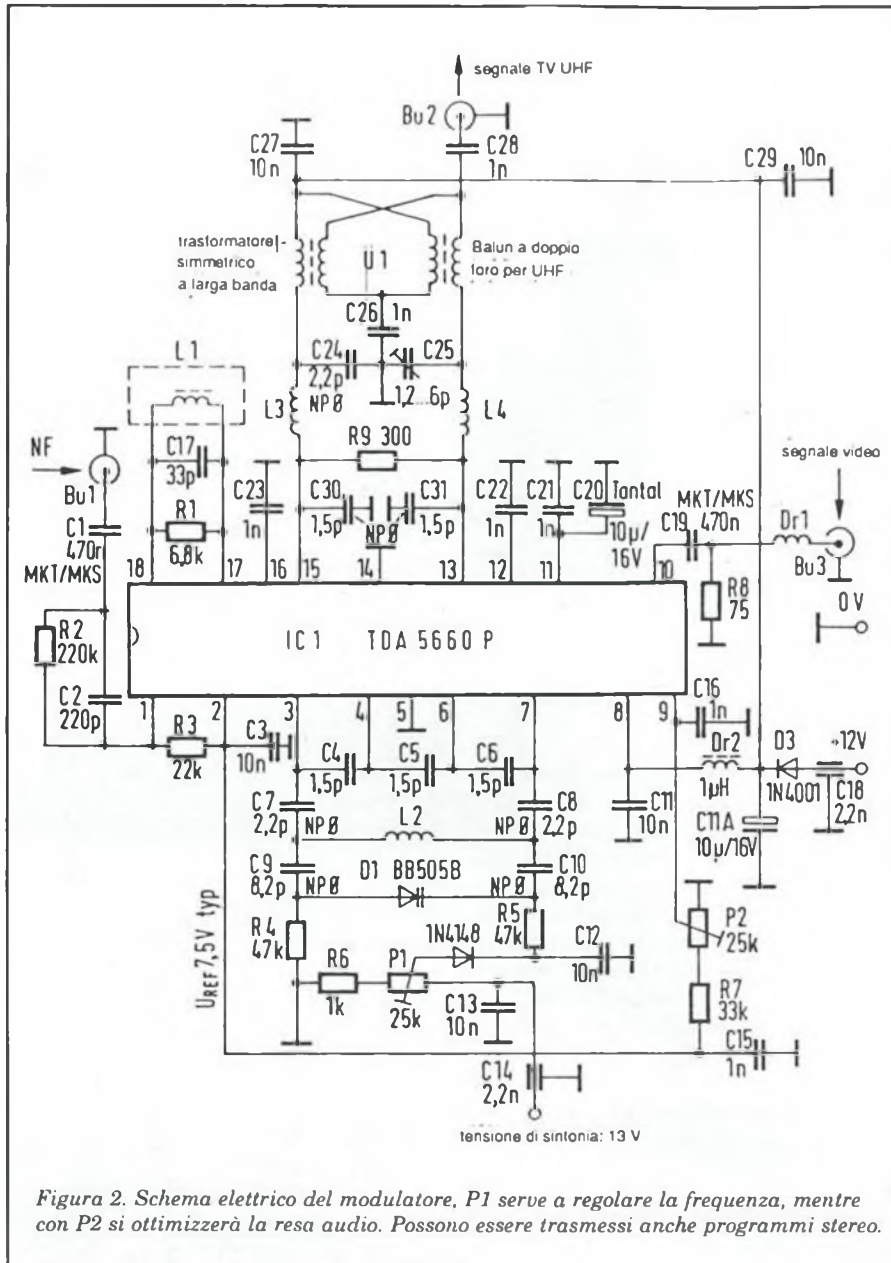 segnale TV UHF
Bu2
C27
10n
C28
1n
C29
10n
trasformatore
simmetrico
a larga banda
Ü1
Balun a doppio
foro per UHF
C26
1n
L1
C24
2,2p
NPØ
C25
1,2...6p
L3
L4
NF
Bu1
C17
33p
R9 300
segnale video
C1
470n
MKT/MKS
R1
6,8k
C23
1n
C30
1,5p
NPØ
C31
1,5p
C22
1n
C21
1n
C20
Tantal
10µ/
16V
MKT/MKS
C19
470n
Dr1
Bu3
18
17
16
15
14
13
12
11
10
R8
75
0V
R2
220k
IC1 TDA 5660 P
C2
220p
1
2
3
4
5
6
7
8
9
R3
22k
C3
10n
C4
1,5p
C5
1,5p
C6
1,5p
C16
1n
Dr2
1µH
D3
1N4001
+12V
C18
2,2n
C7
2,2p
NPØ
L2
C8
2,2p
NPØ
C11
10n
C11A
10µ/16V
C9
8,2p
NPØ
D1 BB505B
NPØ
C10
8,2p
UREF 7,5V typ
R4
47k
R5
47k
1N4148
C12
10n
P2
25k
R6
1k
P1
25k
C13
10n
R7
33k
C15
1n
C14
2,2n
tensione di sintonia: 13 V
Figura 2. Schema elettrico del modulatore, P1 serve a regolare la frequenza, mentre
con P2 si ottimizzerà la resa audio. Possono essere trasmessi anche programmi stereo.